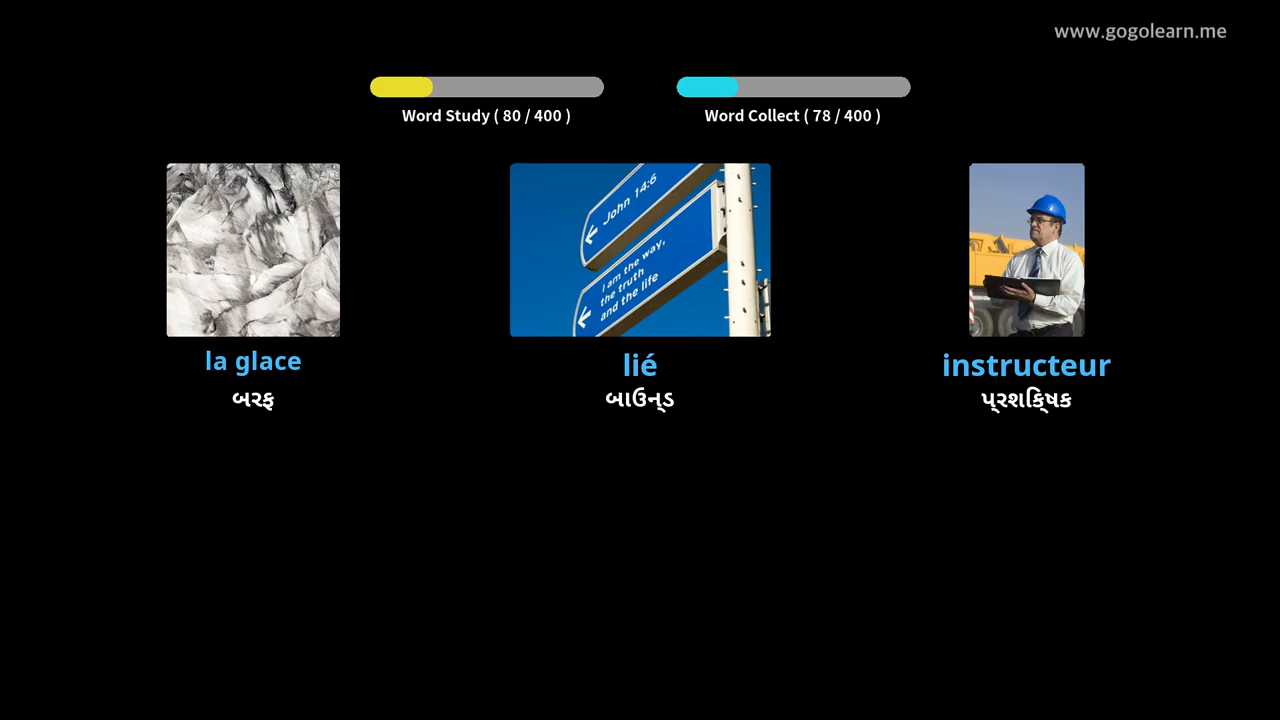 www.gogolearn.me
Word Study ( 80 / 400 )
Word Collect ( 78 / 400 )
John 14:6
I am the way,
the truth
and the life
la glace
lié
instructeur
બરફ
બાઉન્ડ
પ્રશિક્ષક